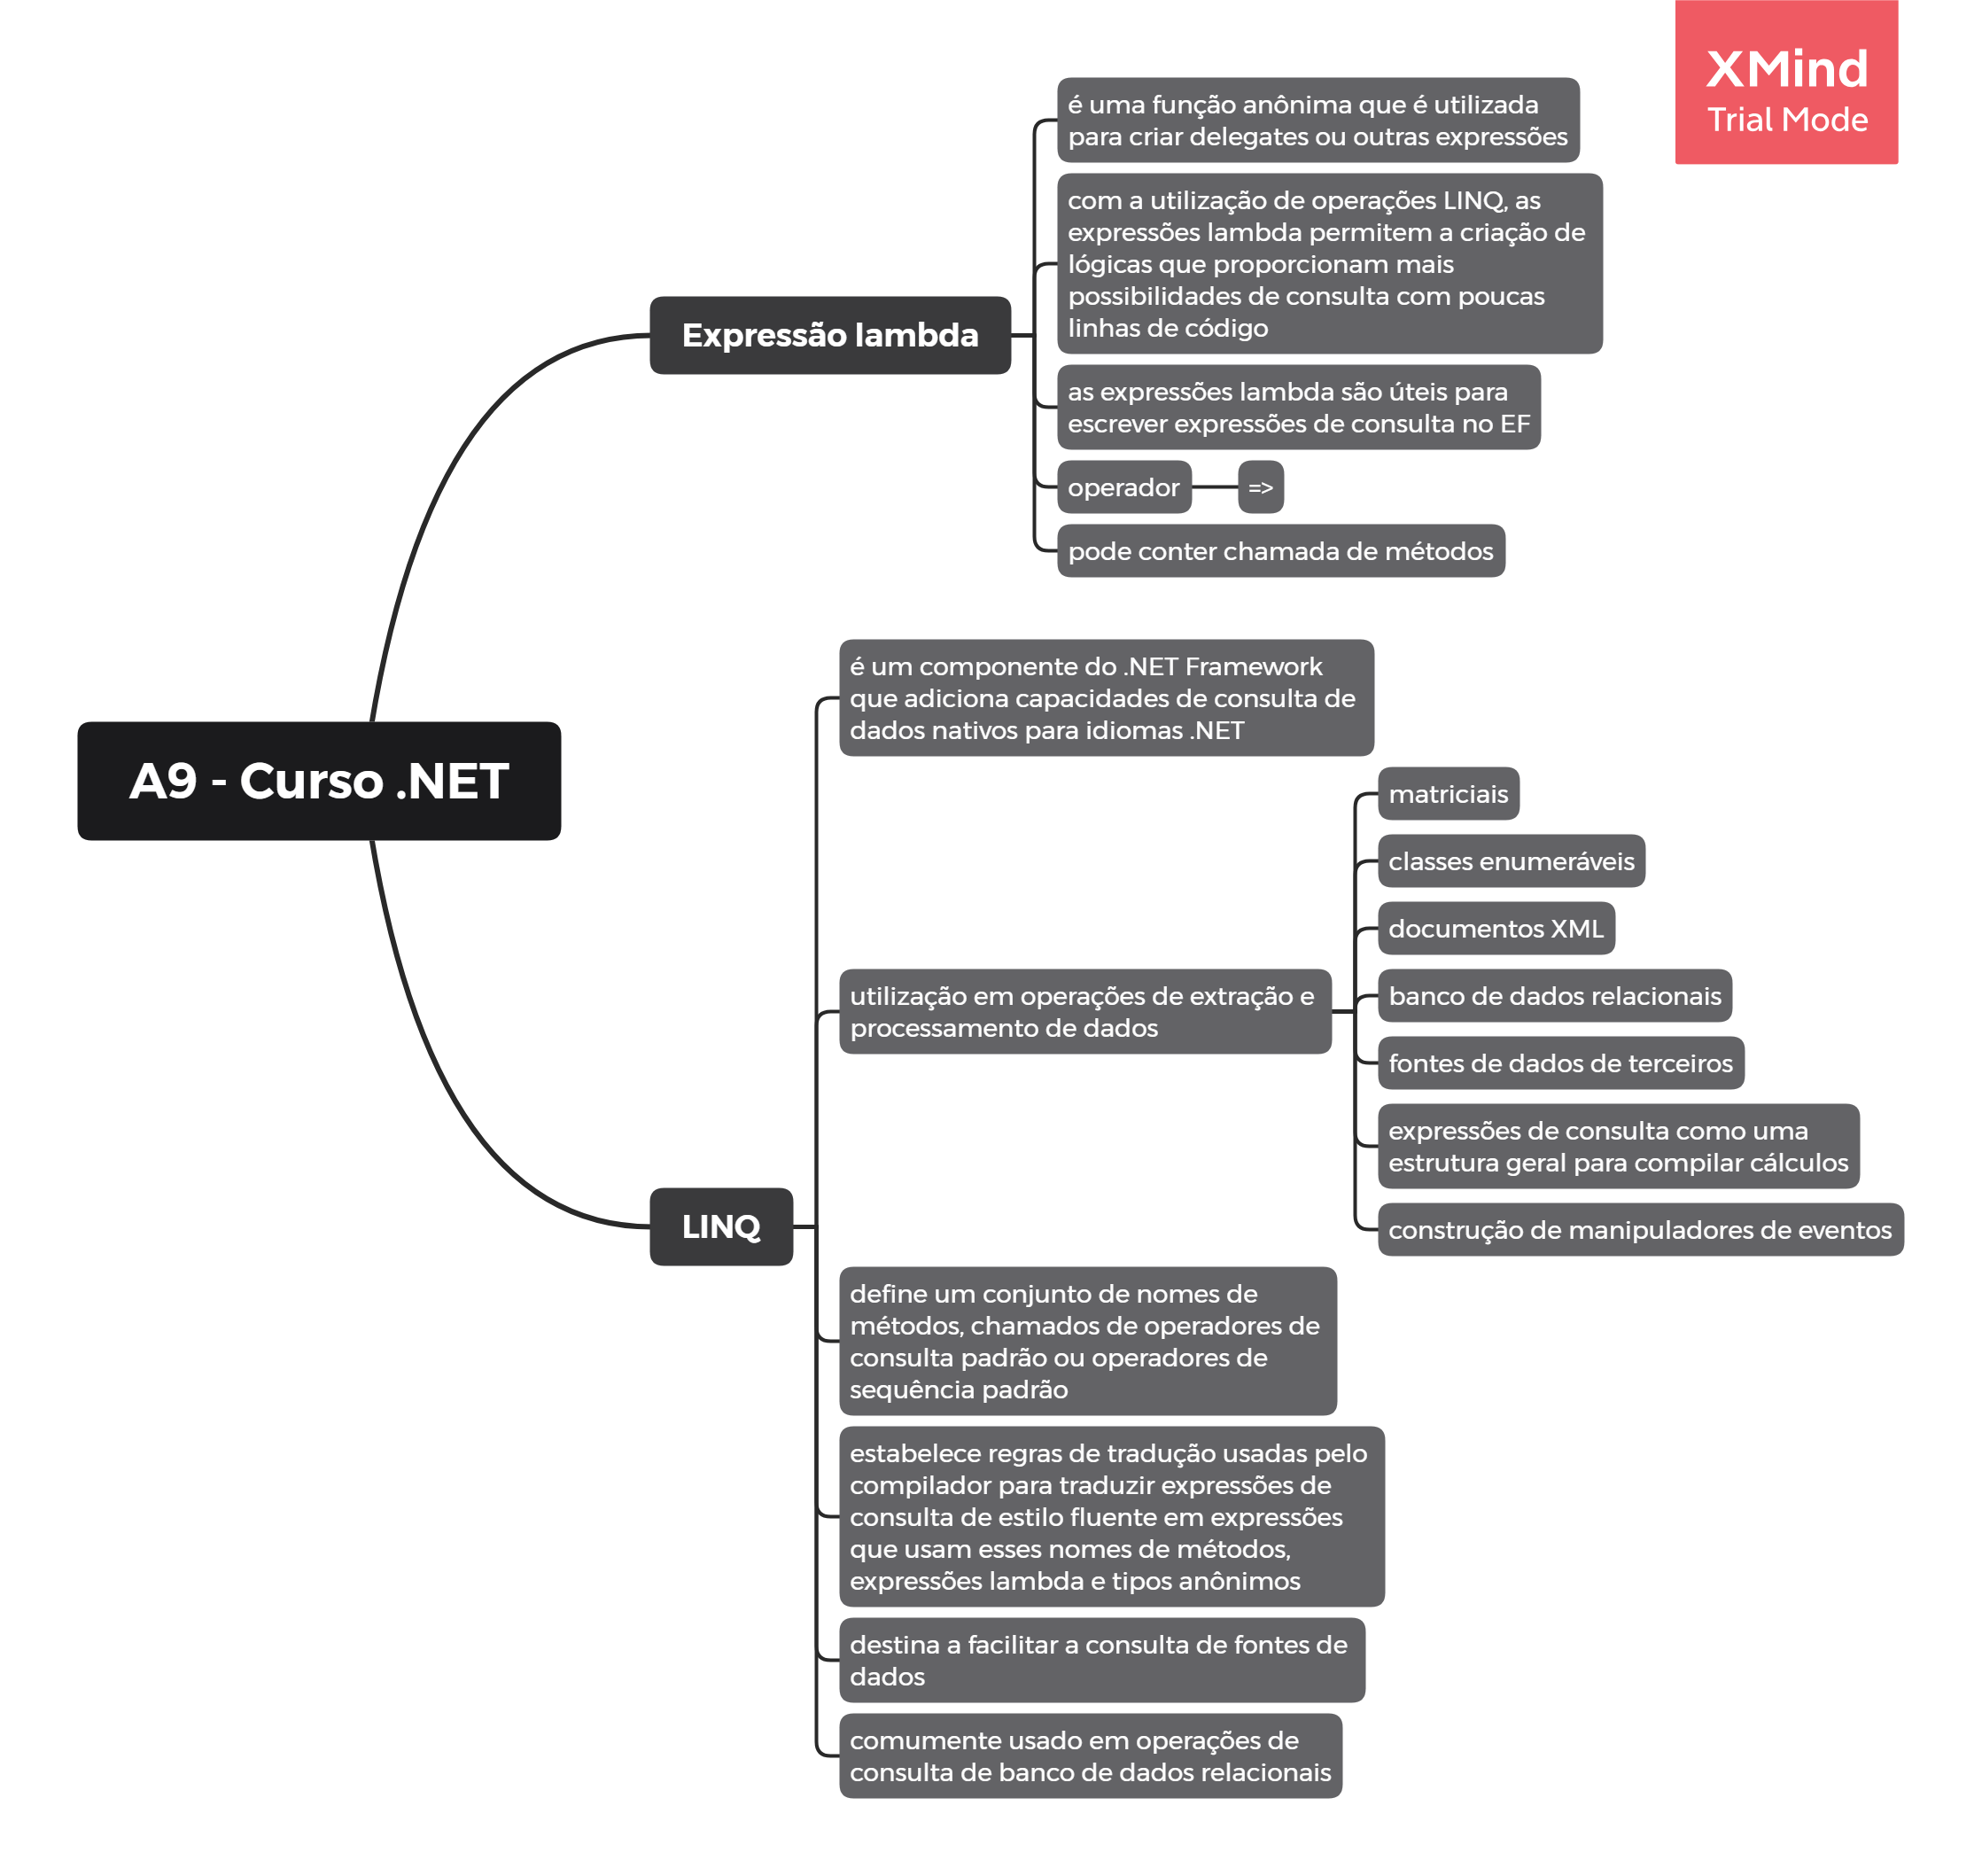 XMind
Trial Mode
A9 - Curso .NET
Expressão lambda
é uma função anônima que é utilizada
para criar delegates ou outras expressões
com a utilização de operações LINQ, as
expressões lambda permitem a criação de
lógicas que proporcionam mais
possibilidades de consulta com poucas
linhas de código
as expressões lambda são úteis para
escrever expressões de consulta no EF
operador
=>
pode conter chamada de métodos
LINQ
é um componente do .NET Framework
que adiciona capacidades de consulta de
dados nativos para idiomas .NET
utilização em operações de extração e
processamento de dados
matriciais
classes enumeráveis
documentos XML
banco de dados relacionais
fontes de dados de terceiros
expressões de consulta como uma
estrutura geral para compilar cálculos
construção de manipuladores de eventos
define um conjunto de nomes de
métodos, chamados de operadores de
consulta padrão ou operadores de
sequência padrão
estabelece regras de tradução usadas pelo
compilador para traduzir expressões de
consulta de estilo fluente em expressões
que usam esses nomes de métodos,
expressões lambda e tipos anônimos
destina a facilitar a consulta de fontes de
dados
comumente usado em operações de
consulta de banco de dados relacionais